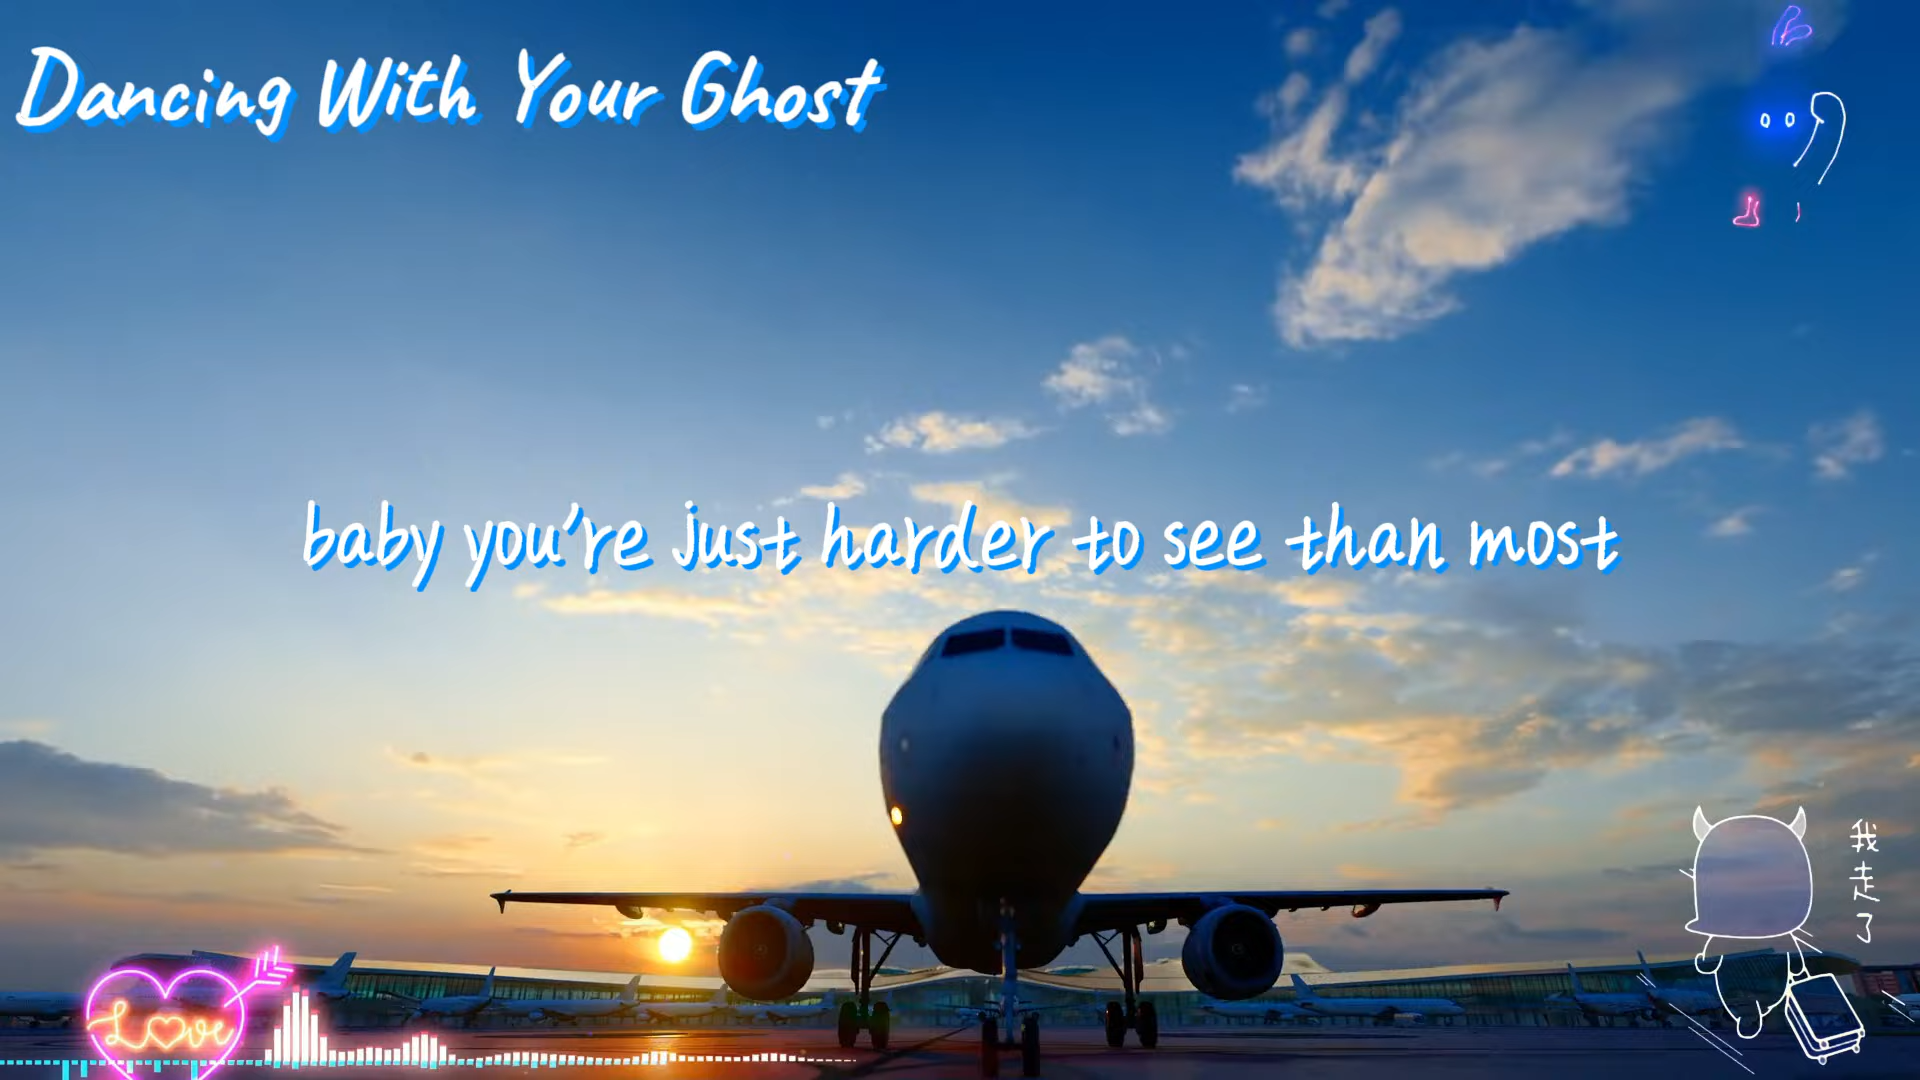 Dancing With Your Ghost
baby you're just harder to see than most
我走了
Love